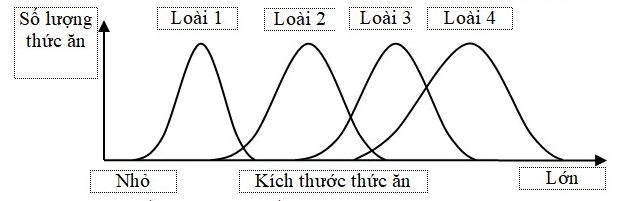 Số lượng
thức ăn
Loài 1
Loài 2
Loài 3
Loài 4
Nhỏ
Kích thước thức ăn
Lớn